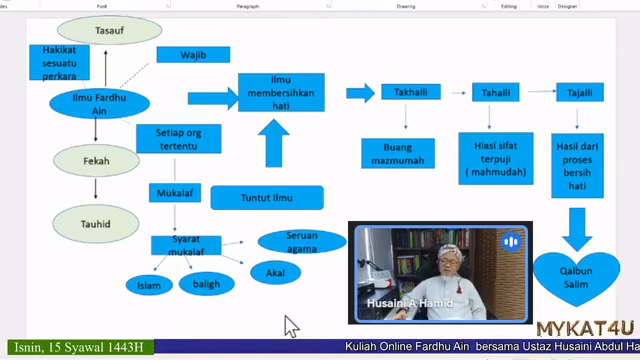 Font
Paragraph
Drawing
Editing
Voice
Designer
Tasauf
Hakikat
sesuatu
perkara
Wajib
Ilmu Fardhu
Ain
Setiap org
tertentu
Fekah
Mukalaf
Tauhid
Syarat
mukalaf
Islam
baligh
Akal
Seruan
agama
Ilmu
membersihkan
hati
Tuntut Ilmu
Takhalli
Tahalli
Tajalli
Buang
mazmumah
Hiasi sifat
terpuji
( mahmudah)
Hasil dari
proses
bersih
hati
Qalbun
Salim
Husaini A Hamid
MYKAT4U
Isnin, 15 Syawal 1443H
Kuliah Online Fardhu Ain bersama Ustaz Husaini Abdul Ha